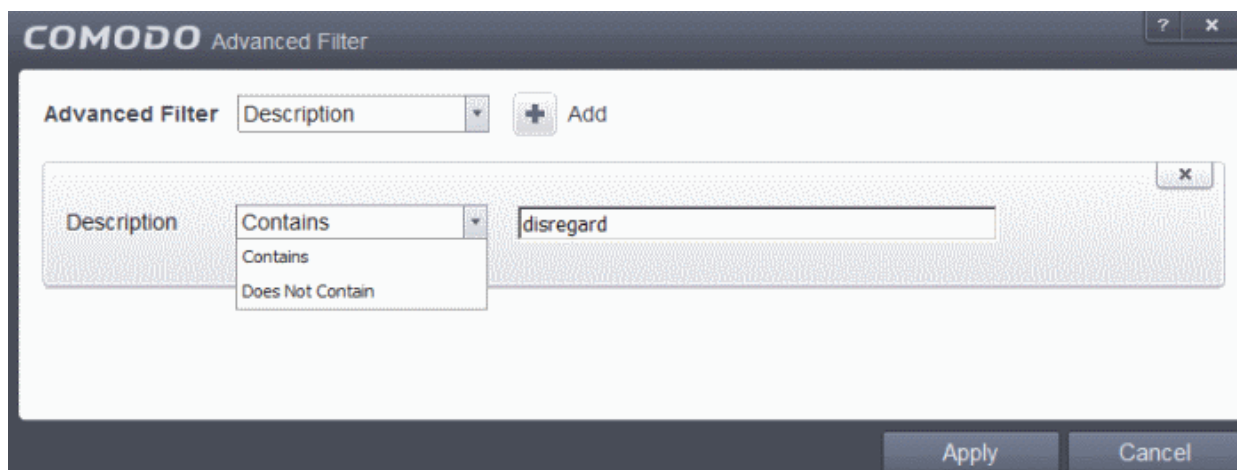 COMODO Advanced Filter ? ×
Advanced Filter Description + Add
×
Description Contains disregard
Contains
Does Not Contain
Apply Cancel